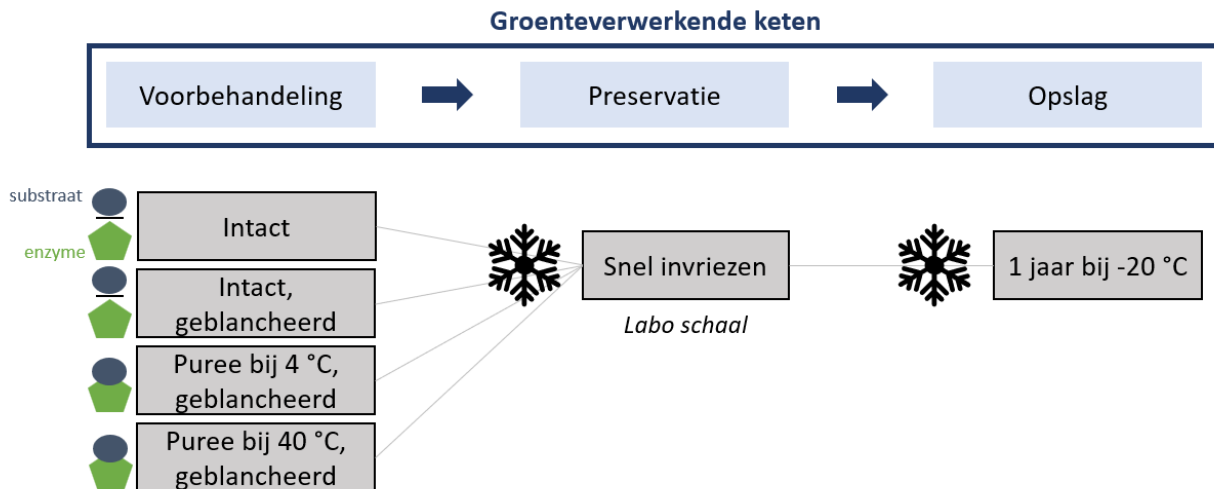 Groenteverwerkende keten
Voorbehandeling
Preservatie
Opslag
substraat
enzyme
Intact
Intact,
geblancheerd
Puree bij 4 °C,
geblancheerd
Puree bij 40 °C,
geblancheerd
Snel invriezen
Labo schaal
1 jaar bij -20 °C